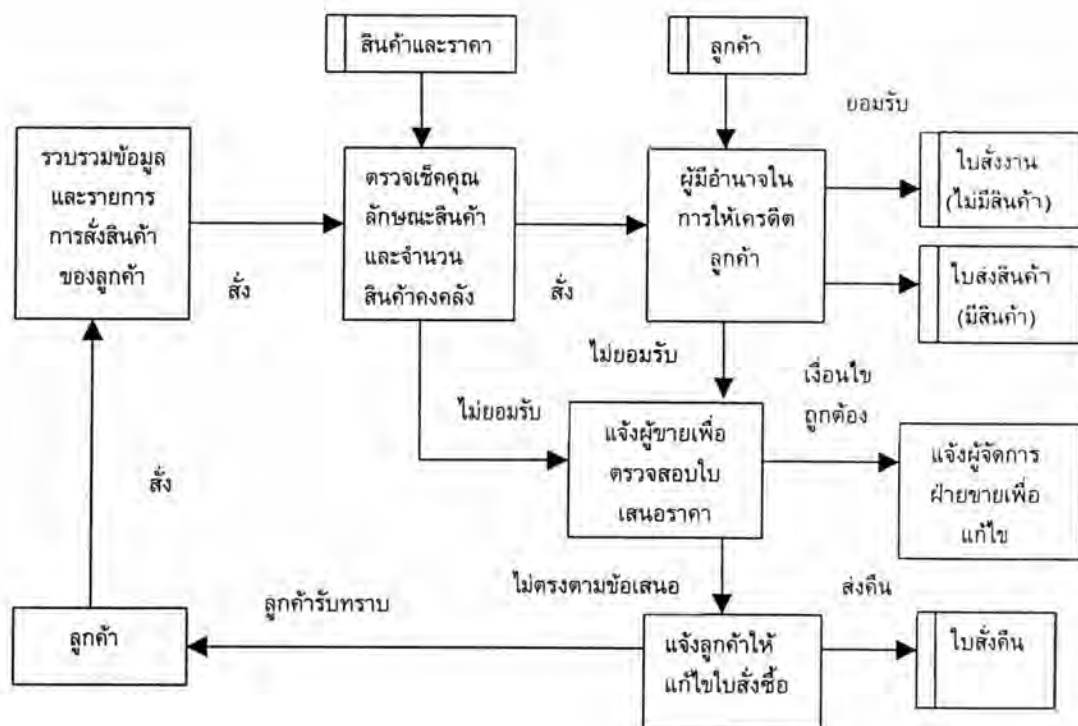 สินค้าและราคา
ลูกค้า
ยอมรับ
รวบรวมข้อมูล
และรายการ
การสั่งสินค้า
ของลูกค้า
สั่ง
ตรวจเช็คคุณ
ลักษณะสินค้า
และจำนวน
สินค้าคงคลัง
สั่ง
ผู้มีอำนาจใน
การให้เครดิต
ลูกค้า
ใบสั่งงาน
(ไม่มีสินค้า)
ใบส่งสินค้า
(มีสินค้า)
ไม่ยอมรับ
ไม่ยอมรับ
เงื่อนไข
ถูกต้อง
แจ้งผู้ขายเพื่อ
ตรวจสอบใบ
เสนอราคา
แจ้งผู้จัดการ
ฝ่ายขายเพื่อ
แก้ไข
สั่ง
ไม่ตรงตามข้อเสนอ
ส่งคืน
ลูกค้า
ลูกค้ารับทราบ
แจ้งลูกค้าให้
แก้ไขใบสั่งซื้อ
ใบสั่งคืน